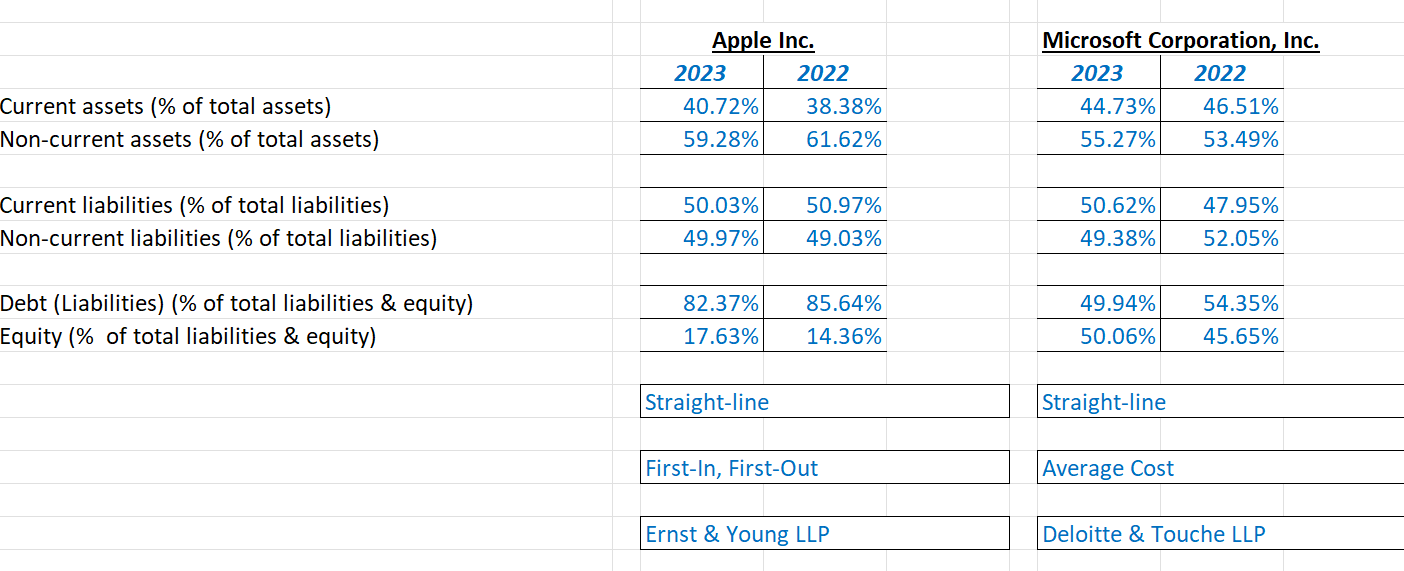 Apple Inc. Microsoft Corporation, Inc.
2023 2022 2023 2022
Current assets (% of total assets) 40.72% 38.38% 44.73% 46.51%
Non-current assets (% of total assets) 59.28% 61.62% 55.27% 53.49%
Current liabilities (% of total liabilities) 50.03% 50.97% 50.62% 47.95%
Non-current liabilities (% of total liabilities) 49.97% 49.03% 49.38% 52.05%
Debt (Liabilities) (% of total liabilities & equity) 82.37% 85.64% 49.94% 54.35%
Equity (% of total liabilities & equity) 17.63% 14.36% 50.06% 45.65%
Straight-line Straight-line
First-In, First-Out Average Cost
Ernst & Young LLP Deloitte & Touche LLP